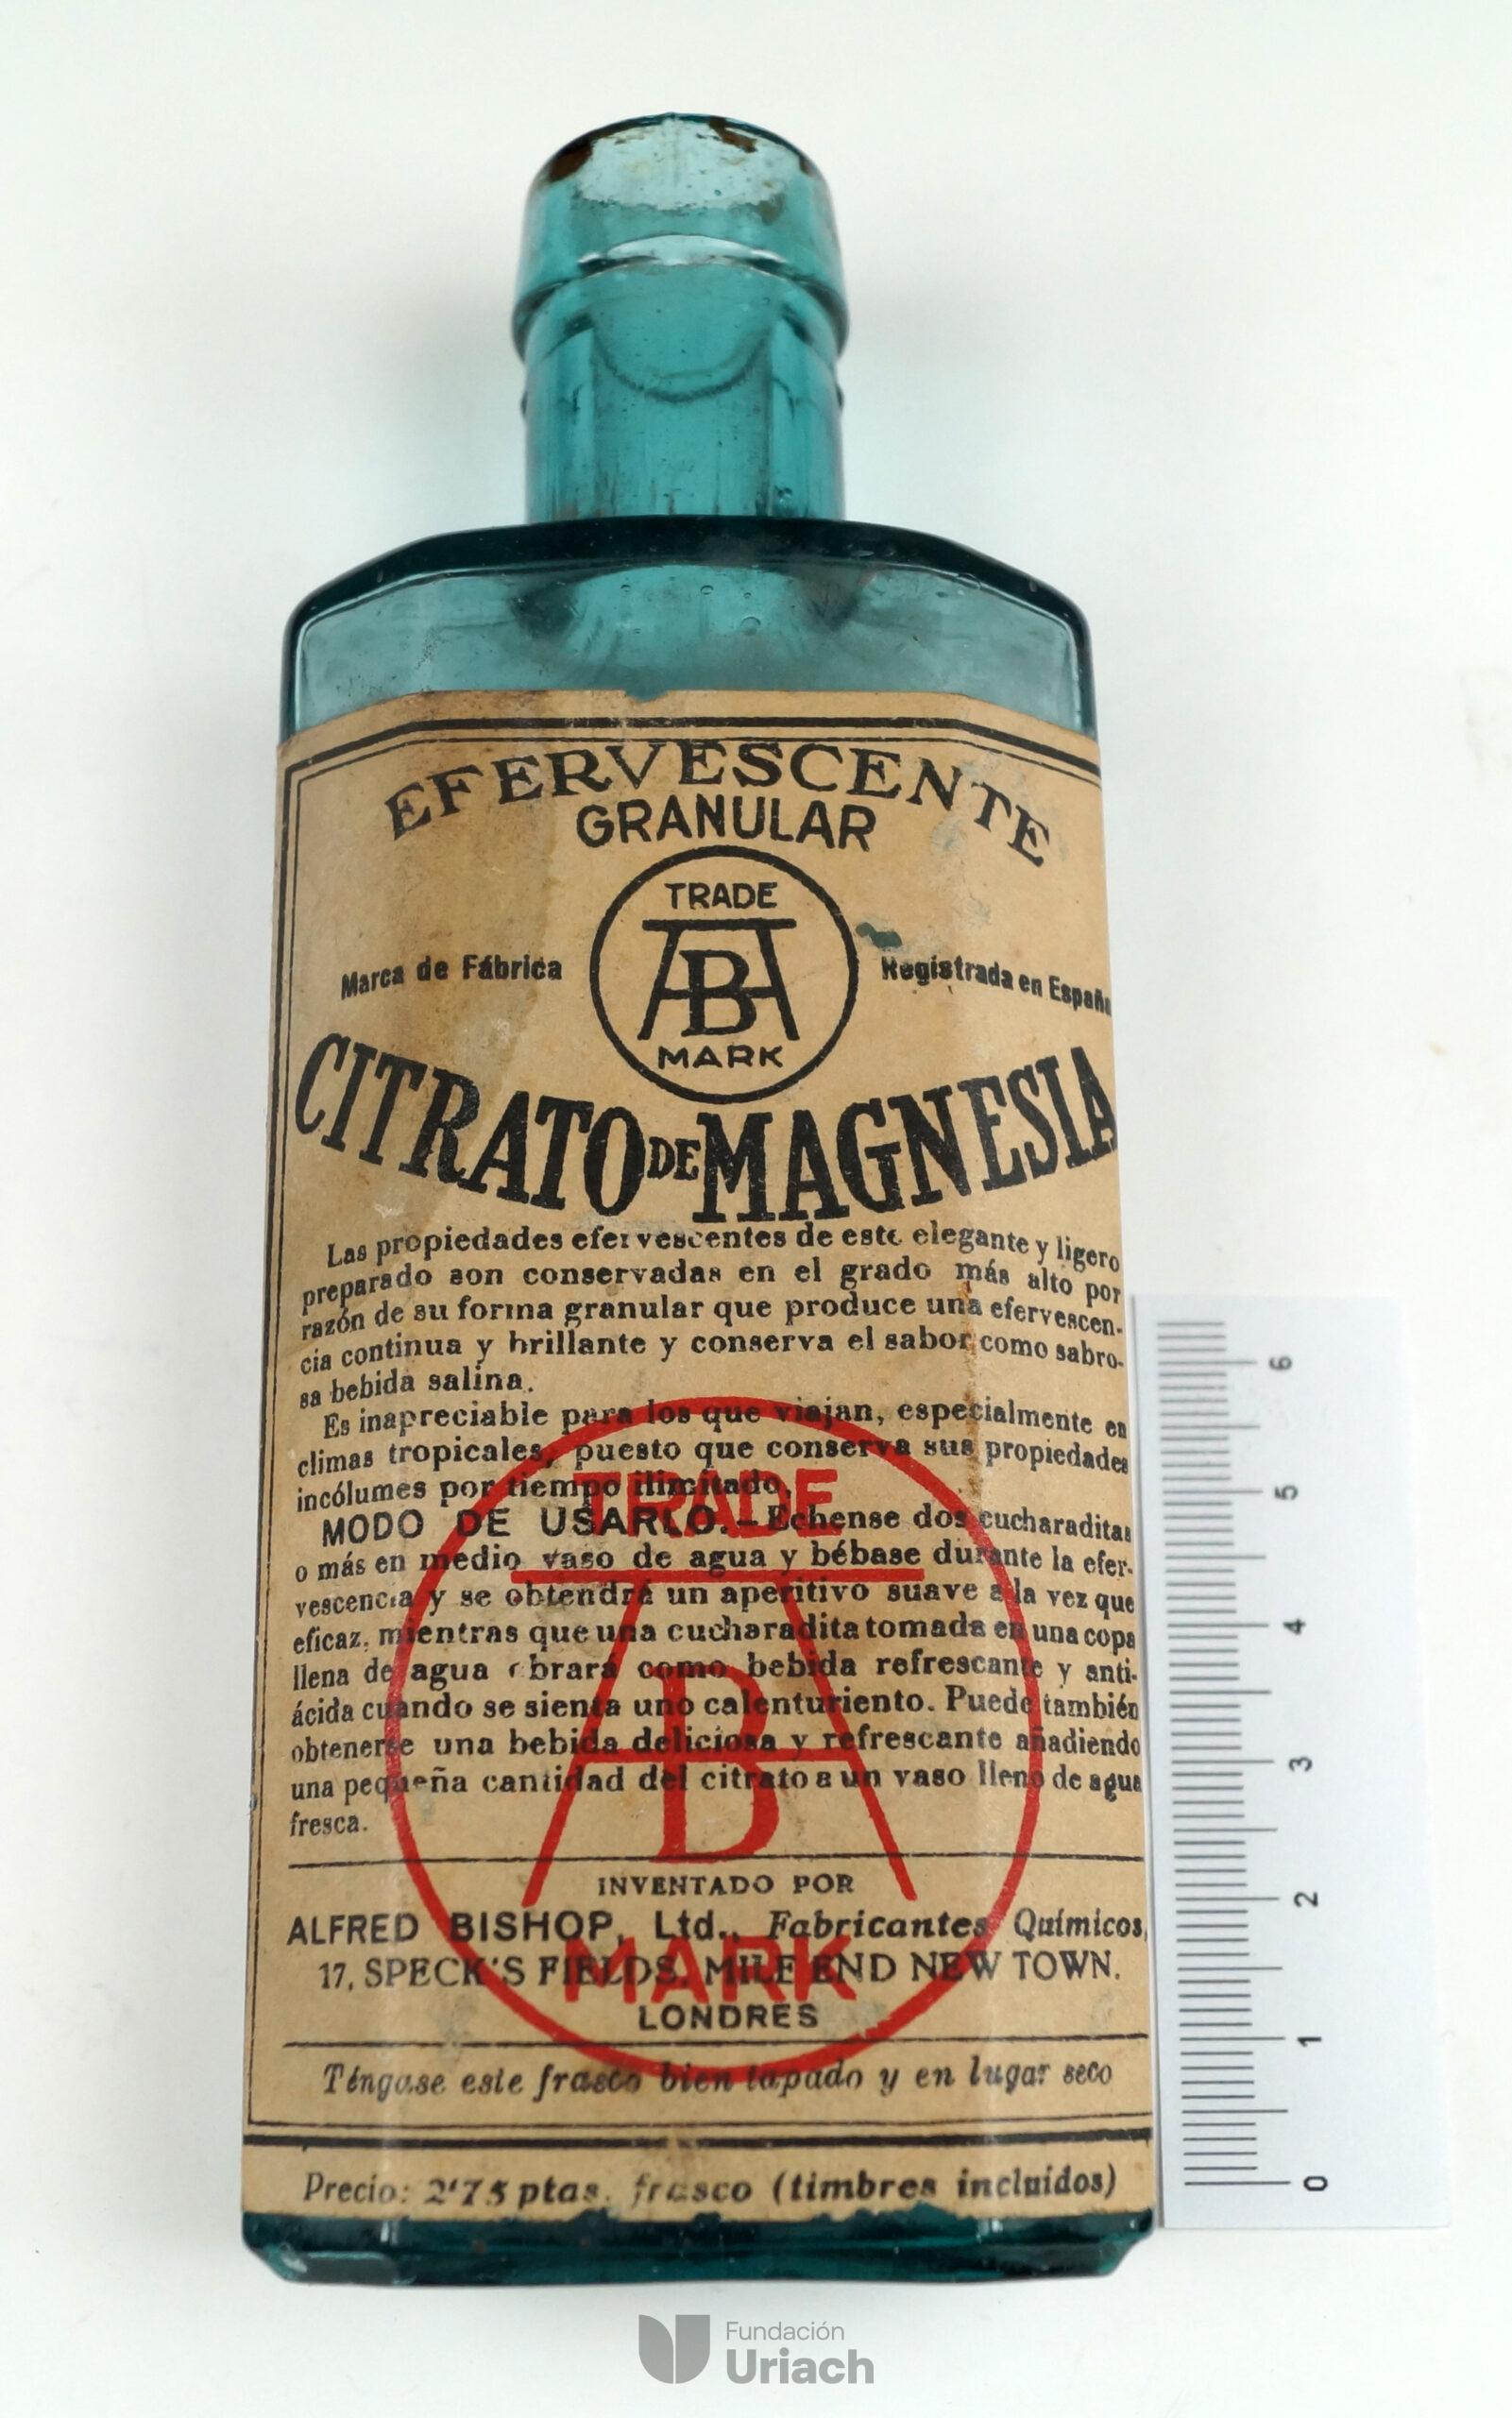 EFERVESCENTE
GRANULAR
TRADE
AB
MARK
Marca de Fábrica
Registrada en España
CITRATO DE MAGNESIA
Las propiedades efervescentes de este elegante y ligero
preparado son conservadas en el grado más alto por
razón de su forma granular que produce una efervescen-
cia continua y brillante y conserva el sabor como sabro-
sa bebida salina.
Es inapreciable para los que viajan, especialmente en
climas tropicales, puesto que conserva sus propiedades
incólumes por tiempo ilimitado.
MODO DE USARLO.—Echense dos cucharaditas
o más en medio vaso de agua y bébase durante la efer-
vescencia y se obtendrá un aperitivo suave a la vez que
eficaz, mientras que una cucharadita tomada en una copa
llena de agua obrará como bebida refrescante y anti-
ácida cuando se sienta uno calenturiento. Puede también
obtenerse una bebida deliciosa y refrescante añadiendo
una pequeña cantidad del citrato a un vaso lleno de agua
fresca.
TRADE
AB
MARK
INVENTADO POR
ALFRED BISHOP, Ltd., Fabricantes Químicos,
17, SPECK'S FIELDS, MILE END NEW TOWN.
LONDRES
Téngase este frasco bien tapado y en lugar seco
Precio: 2'75 ptas. frasco (timbres incluidos)
6
5
4
3
2
1
0
Fundación
Uriach